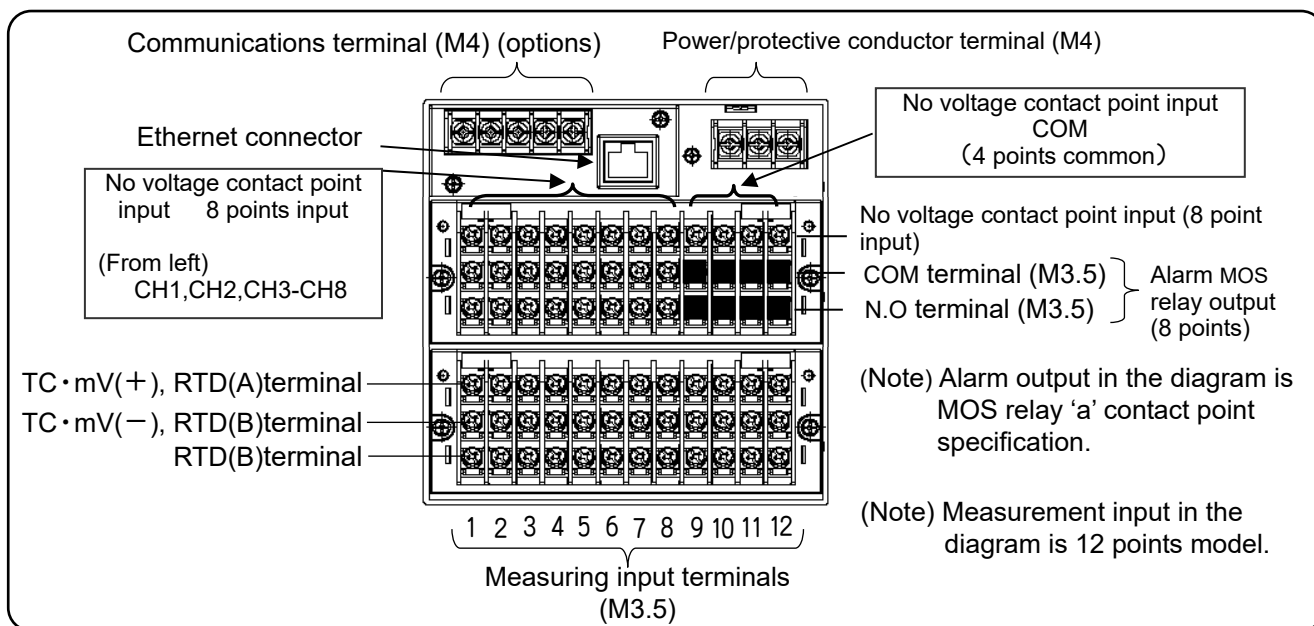 Communications terminal (M4) (options)
Power/protective conductor terminal (M4)
No voltage contact point input
COM
（4 points common）
Ethernet connector
No voltage contact point
input 8 points input
(From left)
CH1,CH2,CH3-CH8
No voltage contact point input (8 point
input)
COM terminal (M3.5)
N.O terminal (M3.5)
Alarm MOS
relay output
(8 points)
TC・mV(＋), RTD(A)terminal
TC・mV(－), RTD(B)terminal
RTD(B)terminal
(Note) Alarm output in the diagram is
MOS relay ‘a’ contact point
specification.
(Note) Measurement input in the
diagram is 12 points model.
1 2 3 4 5 6 7 8 9 10 11 12
Measuring input terminals
(M3.5)